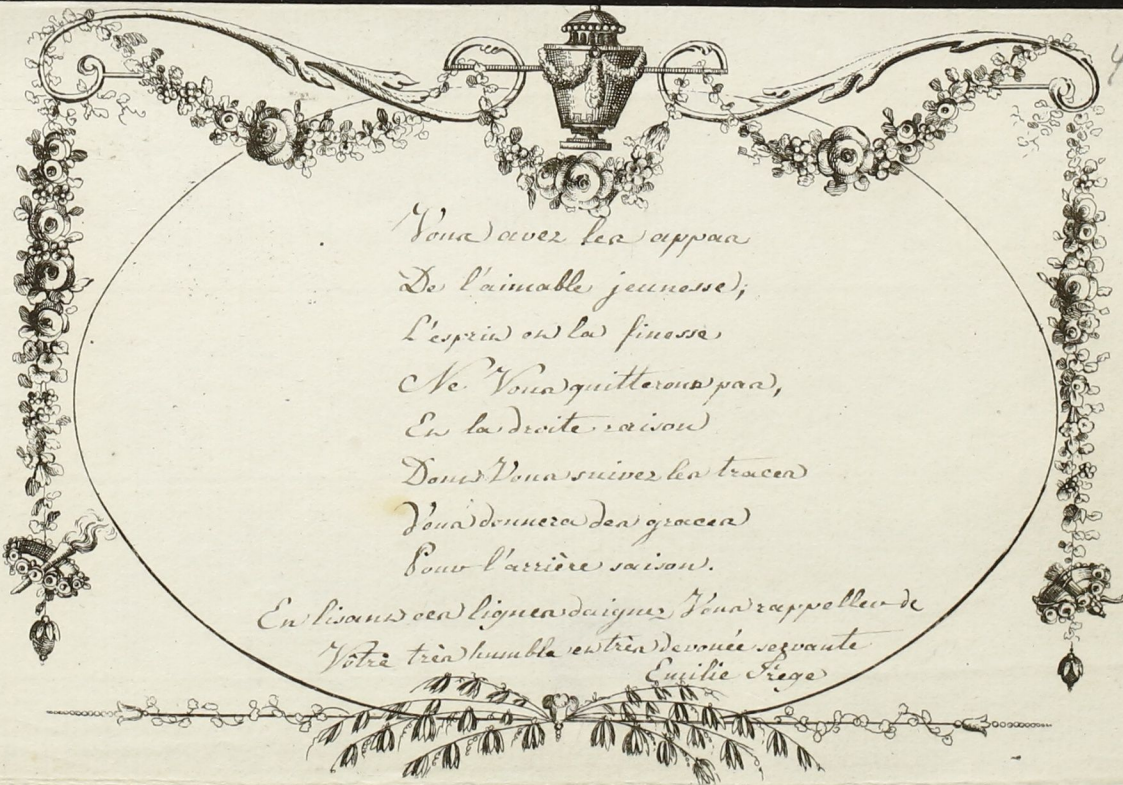 Vous avez les appas
De l'aimable jeunesse;
L'esprit et la finesse
Ne Vous quitteront pas,
Et la droite raison
Dont Vous suivez les traces
Vous donnera des graces
Pour l'arrière saison.
En lisant ces lignes daignez Vous rappeller de
Votre très humble et très devouée servante
Emilie Frege